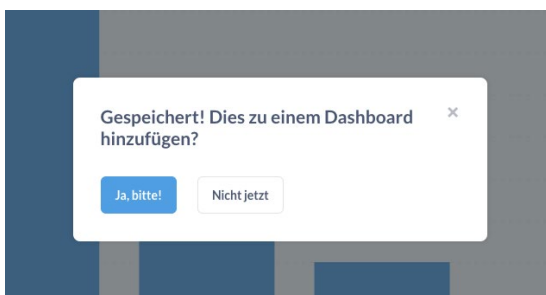 Gespeichert! Dies zu einem Dashboard
hinzufügen?
Ja, bitte!
Nicht jetzt